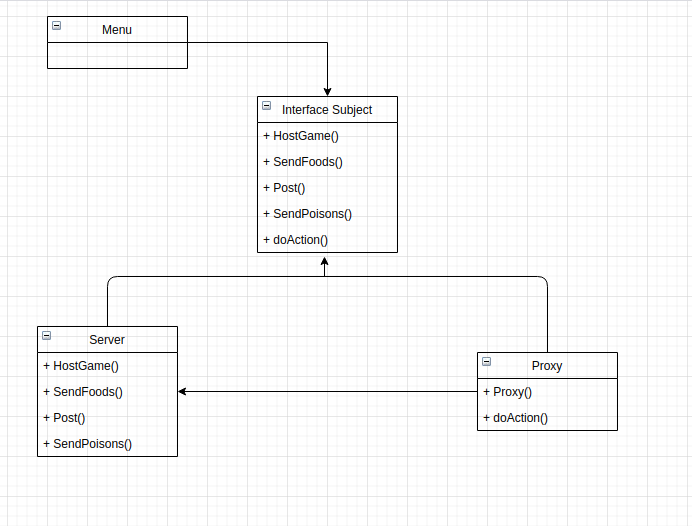 Menu
Interface Subject
+ HostGame()
+ SendFoods()
+ Post()
+ SendPoisons()
+ doAction()
Server
+ HostGame()
+ SendFoods()
+ Post()
+ SendPoisons()
Proxy
+ Proxy()
+ doAction()